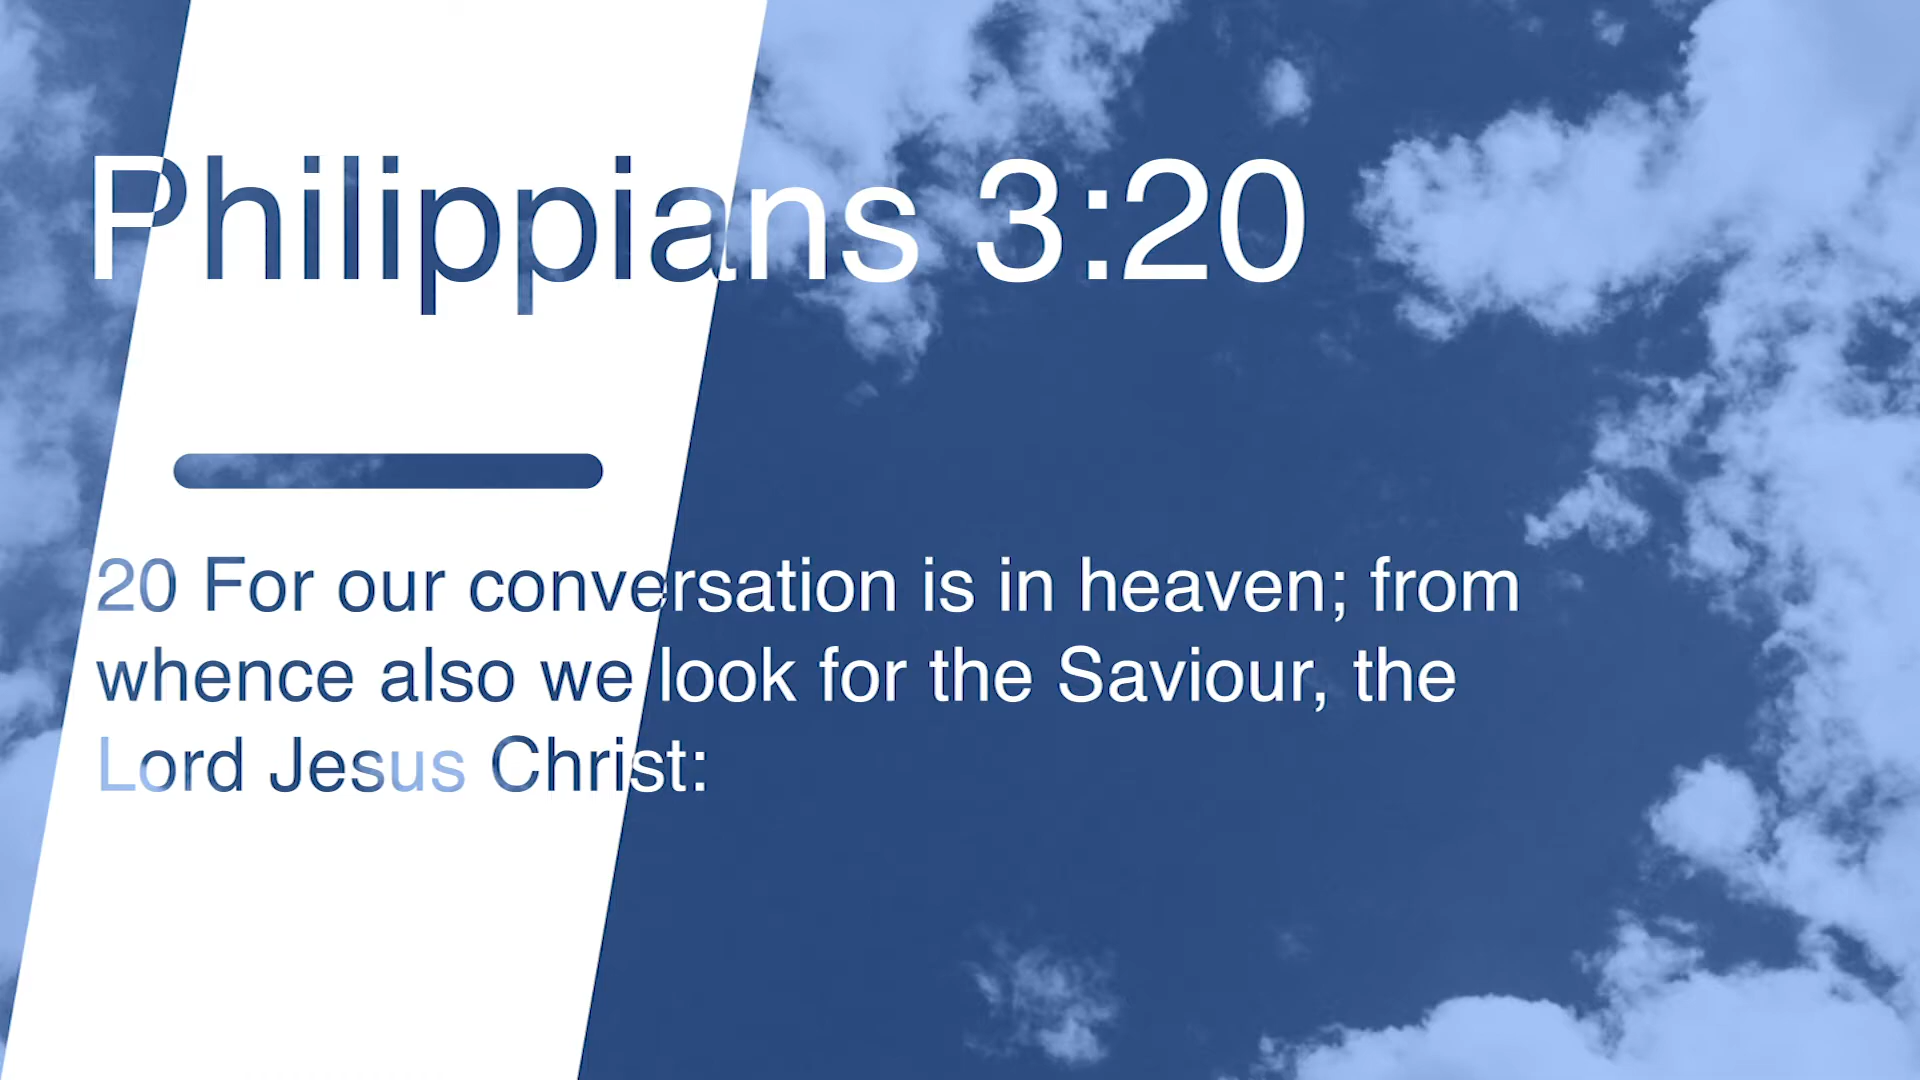 Philippians 3:20
20 For our conversation is in heaven; from
whence also we look for the Saviour, the
Lord Jesus Christ: